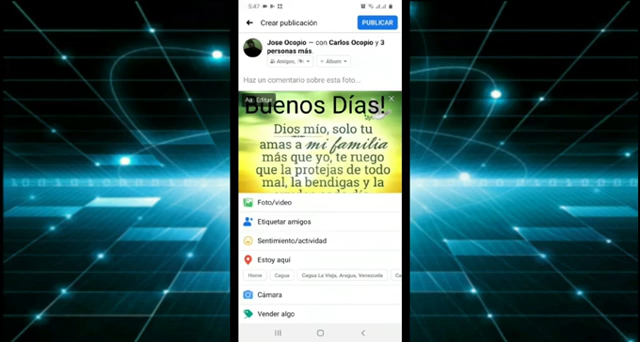 5:47
Crear publicación
PUBLICAR
Jose Ocopio — con Carlos Ocopio y 3
personas más.
Amigos,
+ Álbum
Haz un comentario sobre esta foto...
Aa Editar
Buenos Días!
Dios mío, solo tu
amas a mi familia
más que yo, te ruego
que la protejas de todo
mal, la bendigas y la
Foto/video
Etiquetar amigos
Sentimiento/actividad
Estoy aquí
Home
Cagua
Cagua La Vieja, Aragua, Venezuela
Ca
Cámara
Vender algo